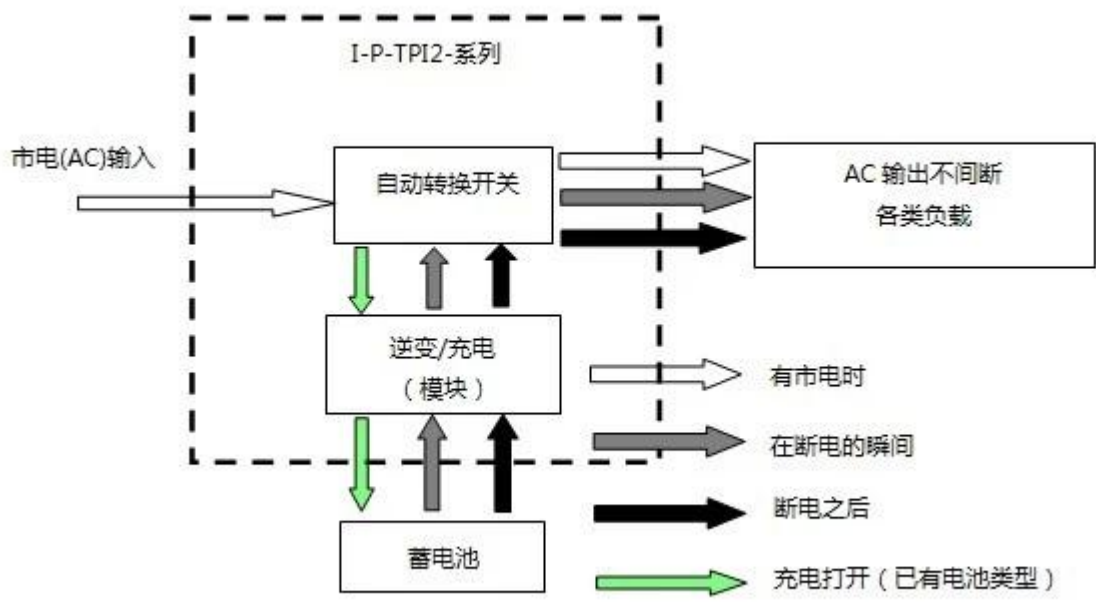 I-P-TPI2-系列
市电(AC)输入
自动转换开关
AC 输出不间断
各类负载
逆变/充电
（模块）
有市电时
在断电的瞬间
断电之后
蓄电池
充电打开（已有电池类型）